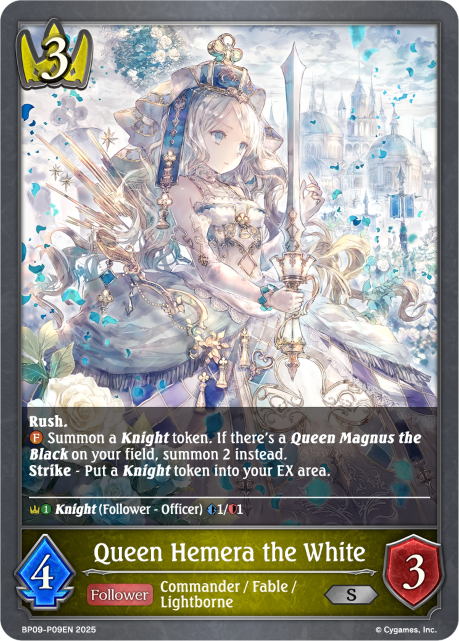 3
Rush.
F Summon a Knight token. If there's a Queen Magnus the
Black on your field, summon 2 instead.
Strike - Put a Knight token into your EX area.
1 Knight (Follower - Officer) 1/1
Queen Hemera the White
4
Follower
Commander / Fable /
Lightborne
S
3
BP09-P09EN 2025
© Cygames, Inc.